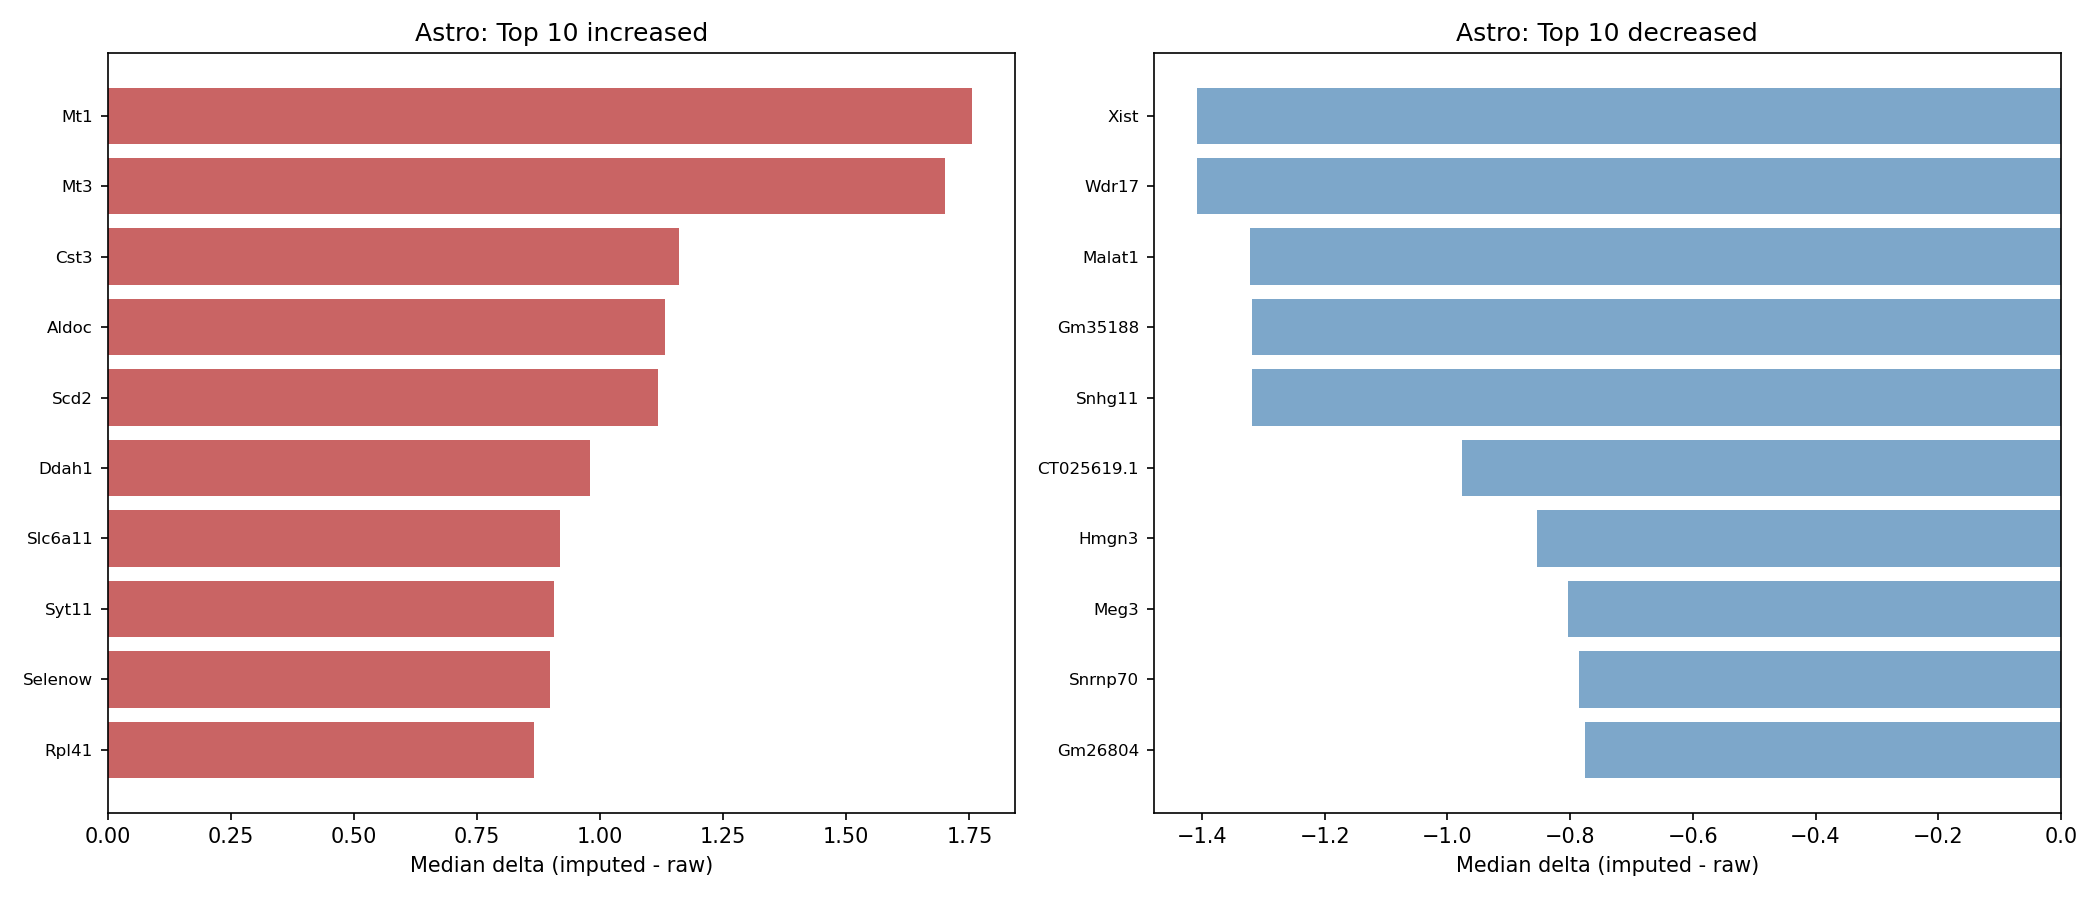 Astro: Top 10 increased
Mt1
Mt3
Cst3
Aldoc
Scd2
Ddah1
Slc6a11
Syt11
Selenow
Rpl41
0.00 0.25 0.50 0.75 1.00 1.25 1.50 1.75
Median delta (imputed - raw)
Astro: Top 10 decreased
Xist
Wdr17
Malat1
Gm35188
Snhg11
CT025619.1
Hmgn3
Meg3
Snrnp70
Gm26804
−1.4 −1.2 −1.0 −0.8 −0.6 −0.4 −0.2 0.0
Median delta (imputed - raw)